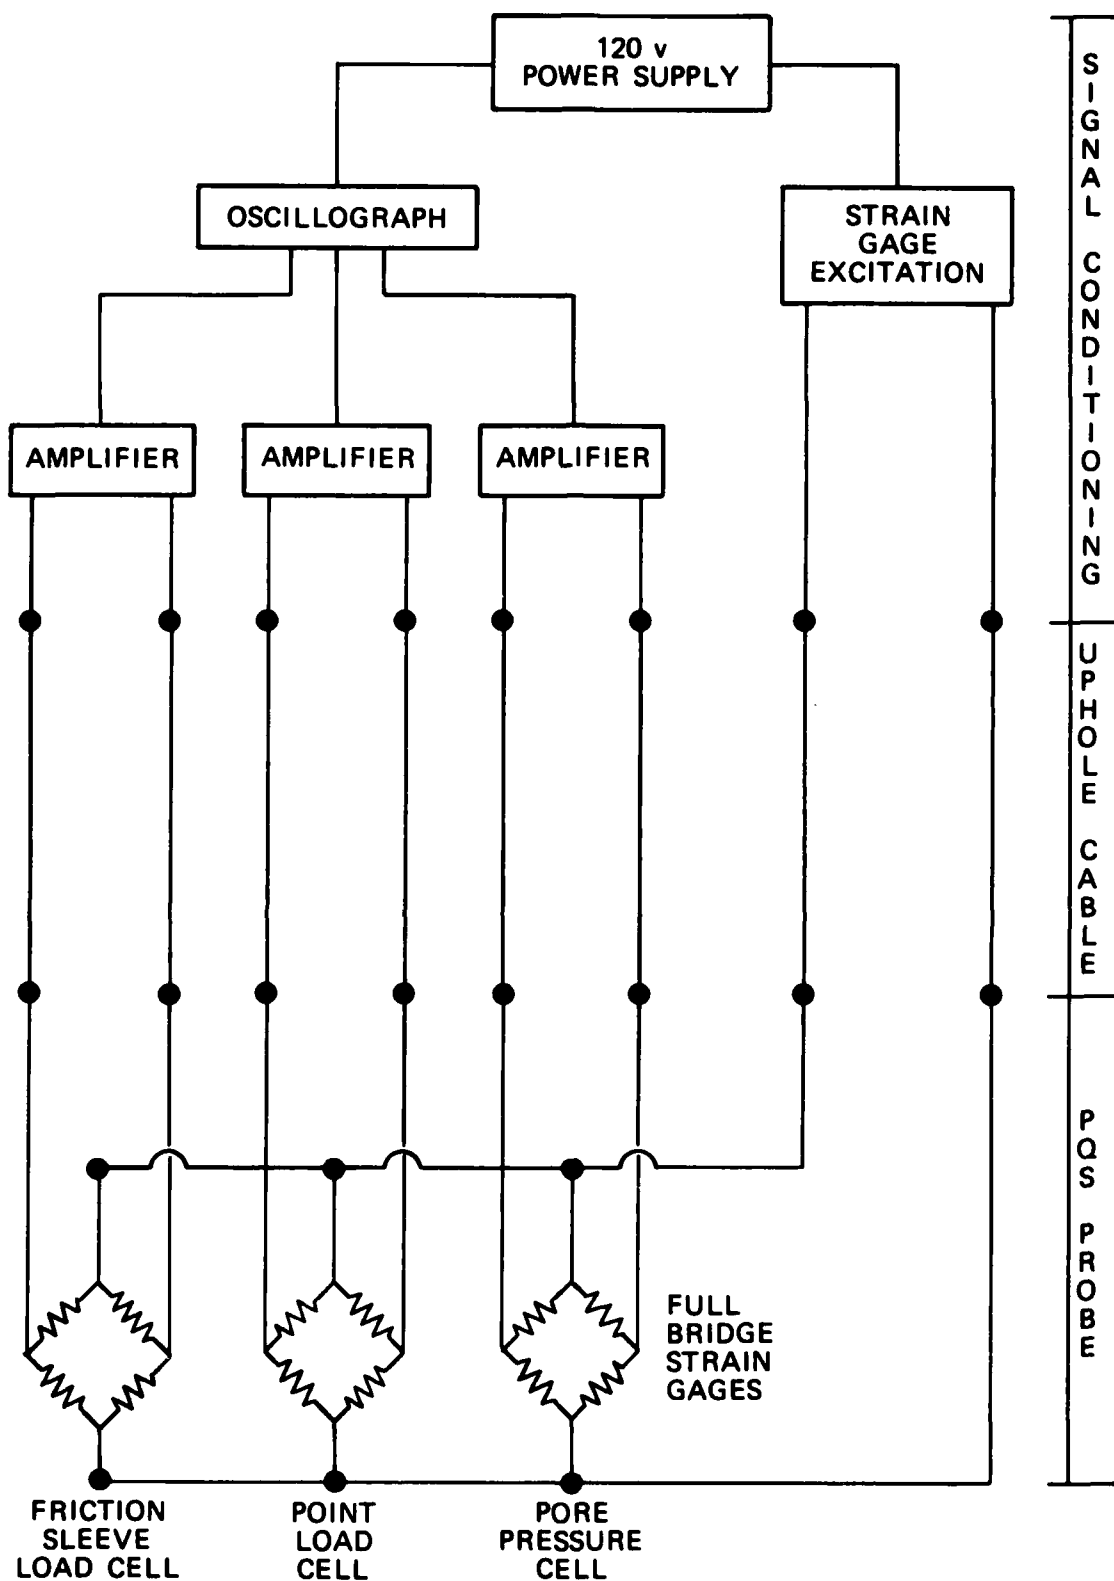 120 v
POWER SUPPLY
OSCILLOGRAPH
STRAIN
GAGE
EXCITATION
AMPLIFIER
AMPLIFIER
AMPLIFIER
SIGNAL CONDITIONING
UPHOLE CABLE
PQS PROBE
FULL
BRIDGE
STRAIN
GAGES
FRICTION
SLEEVE
LOAD CELL
POINT
LOAD
CELL
PORE
PRESSURE
CELL